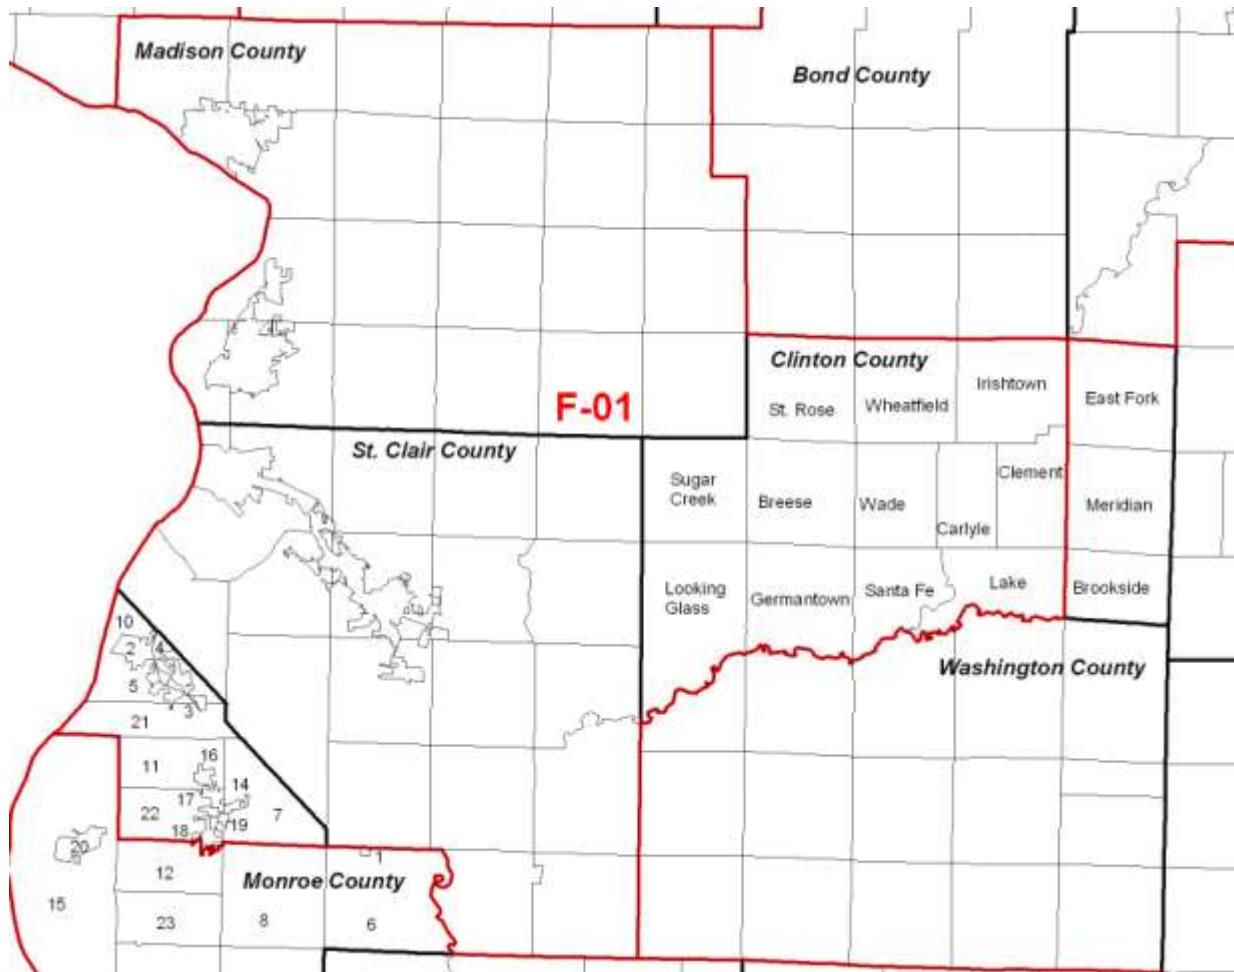 Madison County
Bond County
Clinton County
Irishtown
East Fork
St. Rose
Wheatfield
F-01
St. Clair County
Sugar
Creek
Breese
Wade
Clement
Meridian
Carlyle
Looking
Glass
Germantown
Santa Fe
Lake
Brookside
10
2
4
5
3
21
Washington County
16
11
14
17
22
7
18
19
20
1
12
Monroe County
15
23
8
6